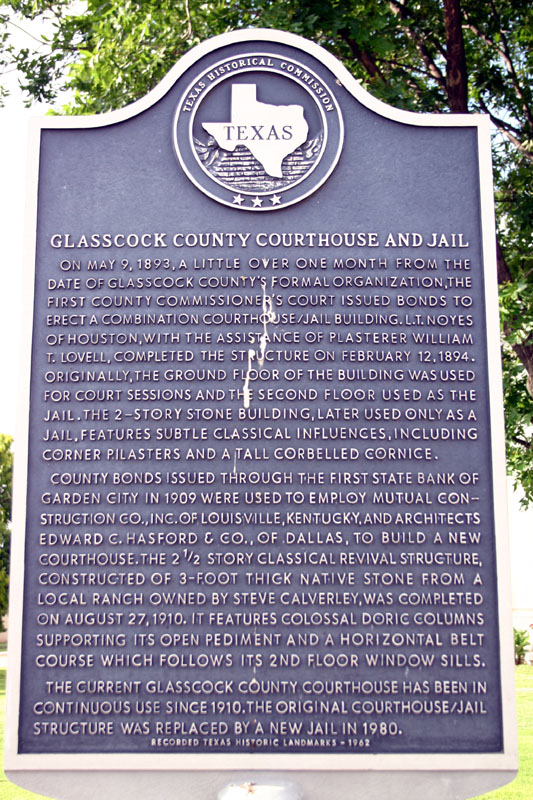 TEXAS HISTORICAL COMMISSION
TEXAS
GLASSCOCK COUNTY COURTHOUSE AND JAIL
ON MAY 9, 1893, A LITTLE OVER ONE MONTH FROM THE
DATE OF GLASSCOCK COUNTY'S FORMAL ORGANIZATION, THE
FIRST COUNTY COMMISSIONER'S COURT ISSUED BONDS TO
ERECT A COMBINATION COURTHOUSE/JAIL BUILDING. L.T. NOYES
OF HOUSTON, WITH THE ASSISTANCE OF PLASTERER WILLIAM
T. LOVELL, COMPLETED THE STRUCTURE ON FEBRUARY 12, 1894.
ORIGINALLY, THE GROUND FLOOR OF THE BUILDING WAS USED
FOR COURT SESSIONS AND THE SECOND FLOOR USED AS THE
JAIL. THE 2-STORY STONE BUILDING, LATER USED ONLY AS A
JAIL, FEATURES SUBTLE CLASSICAL INFLUENCES, INCLUDING
CORNER PILASTERS AND A TALL CORBELLED CORNICE.
COUNTY BONDS ISSUED THROUGH THE FIRST STATE BANK OF
GARDEN CITY IN 1909 WERE USED TO EMPLOY MUTUAL CON-
STRUCTION CO., INC. OF LOUISVILLE, KENTUCKY, AND ARCHITECTS
EDWARD C. HASFORD & CO., OF DALLAS, TO BUILD A NEW
COURTHOUSE. THE 2 1/2 STORY CLASSICAL REVIVAL STRUCTURE,
CONSTRUCTED OF 3-FOOT THICK NATIVE STONE FROM A
LOCAL RANCH OWNED BY STEVE CALVERLEY, WAS COMPLETED
ON AUGUST 27, 1910. IT FEATURES COLOSSAL DORIC COLUMNS
SUPPORTING ITS OPEN PEDIMENT AND A HORIZONTAL BELT
COURSE WHICH FOLLOWS ITS 2ND FLOOR WINDOW SILLS.
THE CURRENT GLASSCOCK COUNTY COURTHOUSE HAS BEEN IN
CONTINUOUS USE SINCE 1910. THE ORIGINAL COURTHOUSE/JAIL
STRUCTURE WAS REPLACED BY A NEW JAIL IN 1980.
RECORDED TEXAS HISTORIC LANDMARKS - 1962